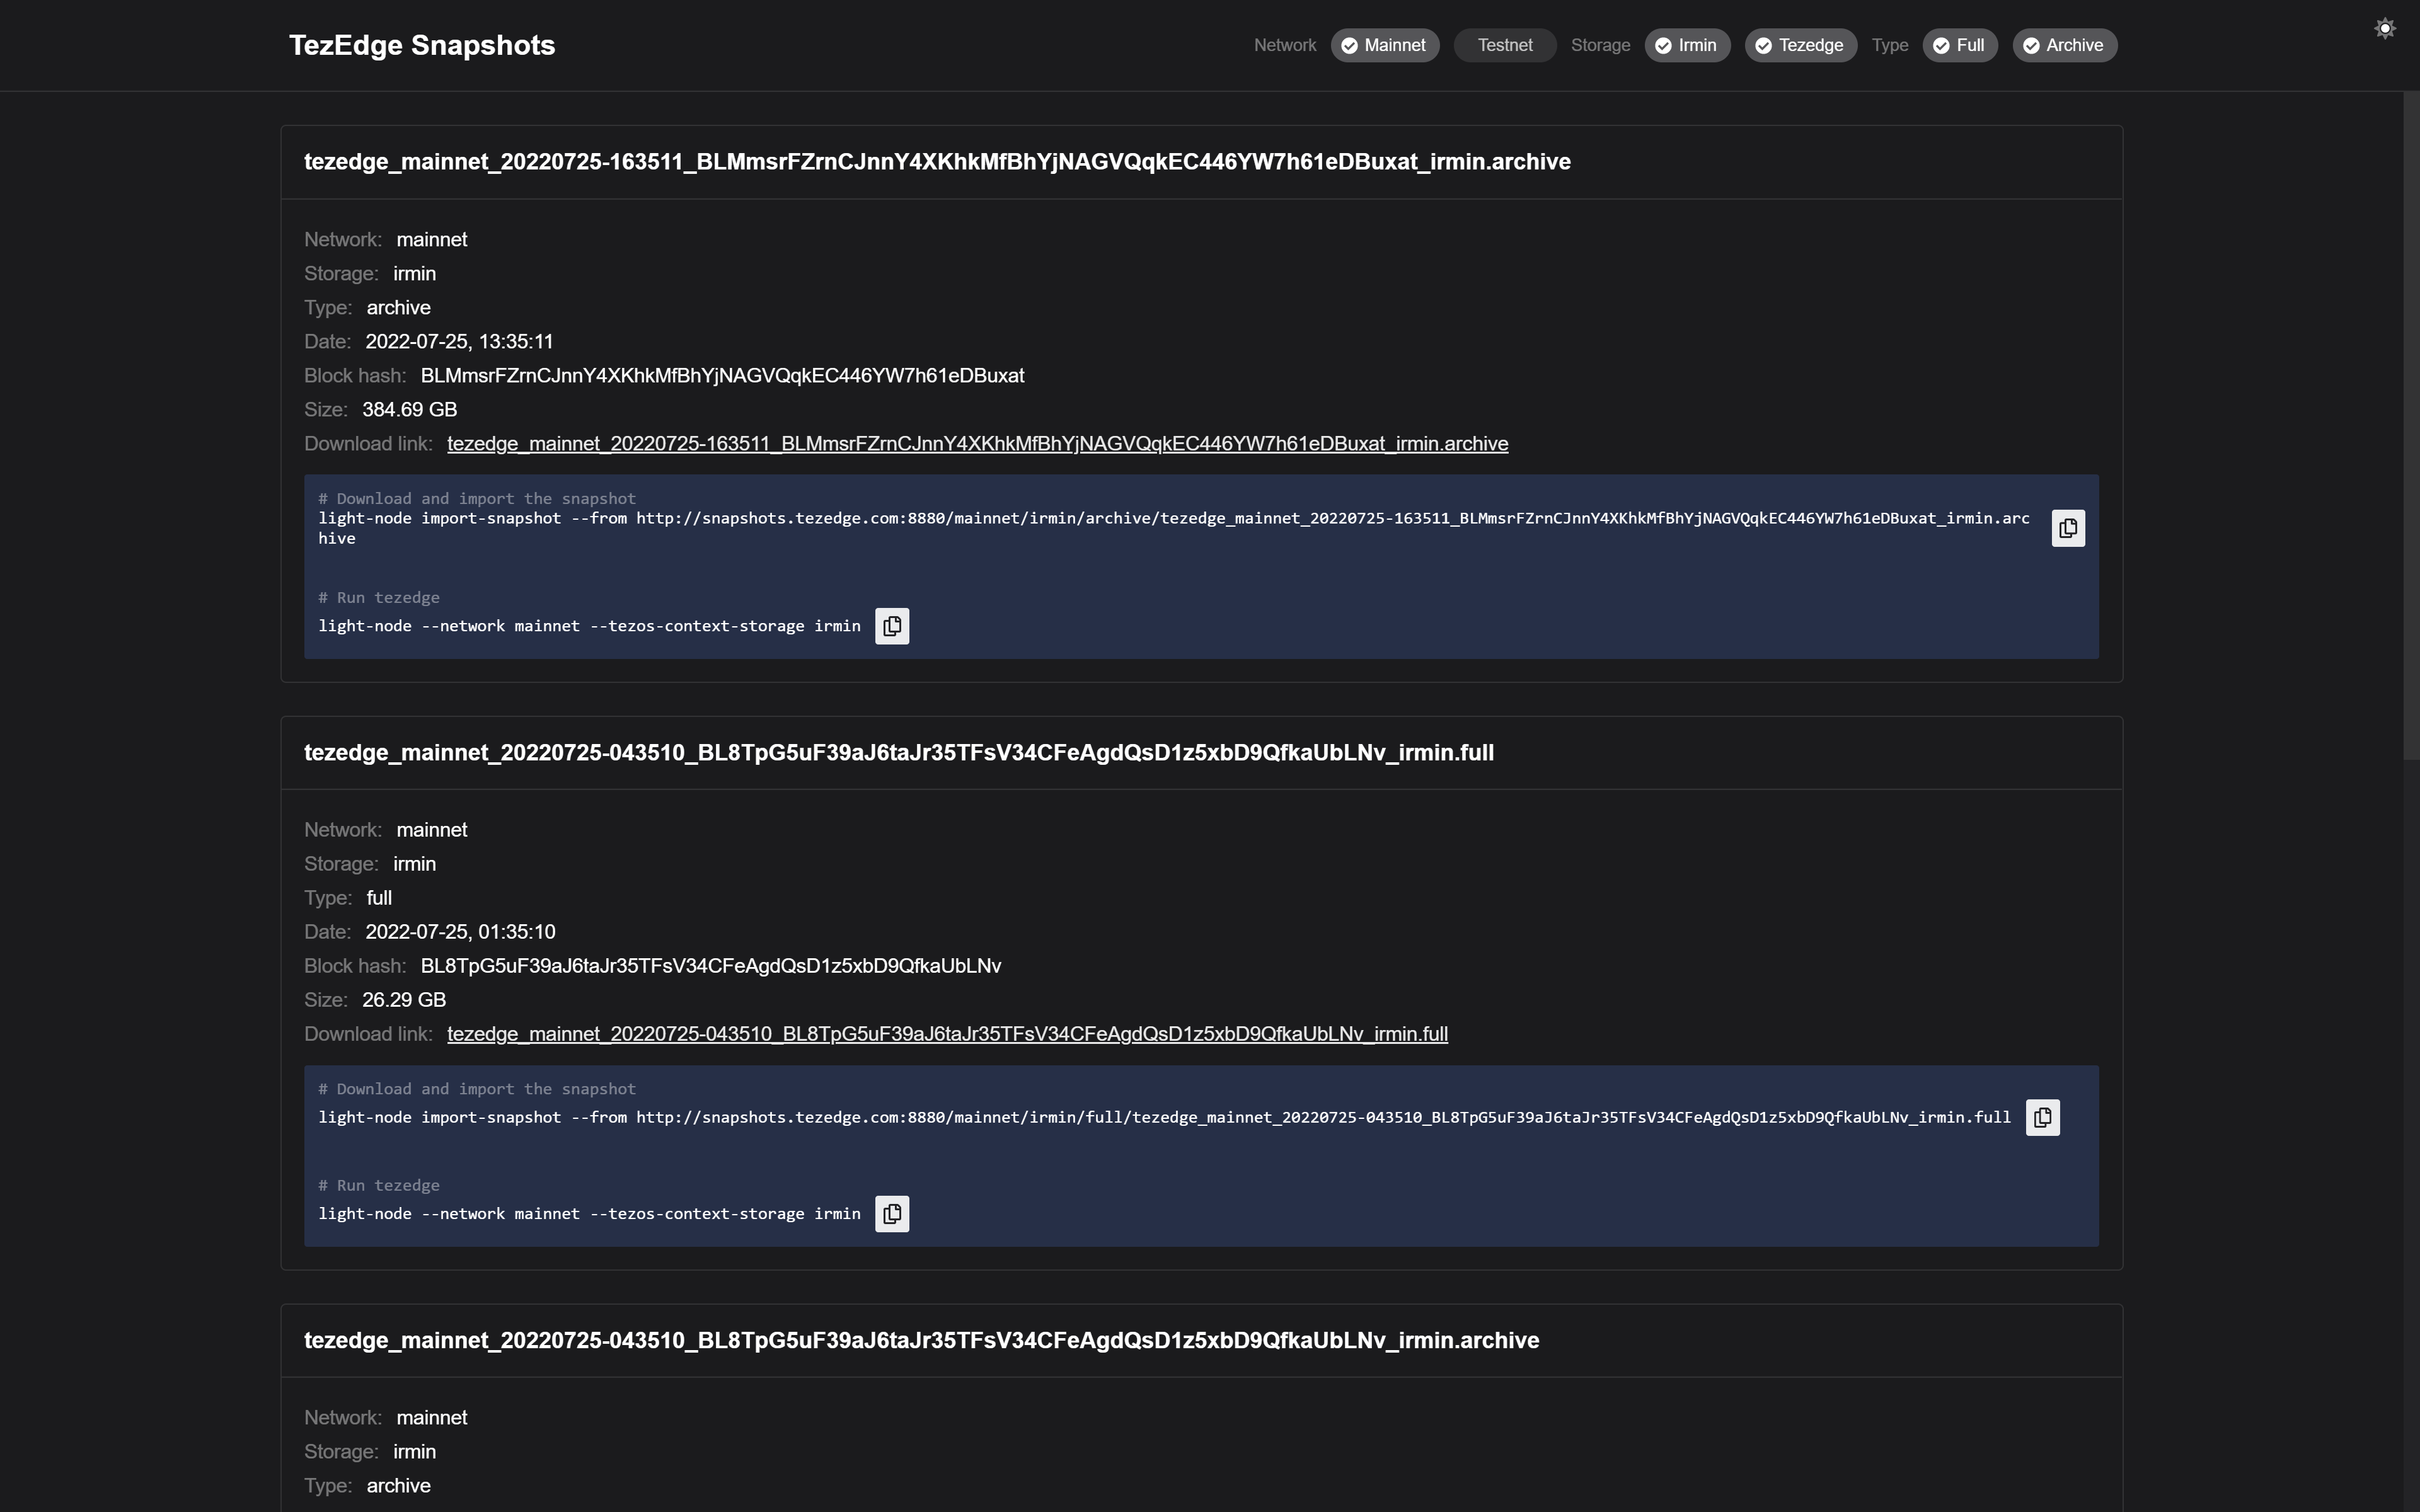 TezEdge Snapshots
Network Mainnet Testnet Storage Irmin Tezedge Type Full Archive
tezedge_mainnet_20220725-163511_BLMmsrFZrnCJnnY4XKhkMfBhYjNAGVQqkEC446YW7h61eDBuxat_irmin.archive
Network: mainnet
Storage: irmin
Type: archive
Date: 2022-07-25, 13:35:11
Block hash: BLMmsrFZrnCJnnY4XKhkMfBhYjNAGVQqkEC446YW7h61eDBuxat
Size: 384.69 GB
Download link: tezedge_mainnet_20220725-163511_BLMmsrFZrnCJnnY4XKhkMfBhYjNAGVQqkEC446YW7h61eDBuxat_irmin.archive
# Download and import the snapshot
light-node import-snapshot --from http://snapshots.tezedge.com:8880/mainnet/irmin/archive/tezedge_mainnet_20220725-163511_BLMmsrFZrnCJnnY4XKhkMfBhYjNAGVQqkEC446YW7h61eDBuxat_irmin.arc
hive
# Run tezedge
light-node --network mainnet --tezos-context-storage irmin
tezedge_mainnet_20220725-043510_BL8TpG5uF39aJ6taJr35TFsV34CFeAgdQsD1z5xbD9QfkaUbLNv_irmin.full
Network: mainnet
Storage: irmin
Type: full
Date: 2022-07-25, 01:35:10
Block hash: BL8TpG5uF39aJ6taJr35TFsV34CFeAgdQsD1z5xbD9QfkaUbLNv
Size: 26.29 GB
Download link: tezedge_mainnet_20220725-043510_BL8TpG5uF39aJ6taJr35TFsV34CFeAgdQsD1z5xbD9QfkaUbLNv_irmin.full
# Download and import the snapshot
light-node import-snapshot --from http://snapshots.tezedge.com:8880/mainnet/irmin/full/tezedge_mainnet_20220725-043510_BL8TpG5uF39aJ6taJr35TFsV34CFeAgdQsD1z5xbD9QfkaUbLNv_irmin.full
# Run tezedge
light-node --network mainnet --tezos-context-storage irmin
tezedge_mainnet_20220725-043510_BL8TpG5uF39aJ6taJr35TFsV34CFeAgdQsD1z5xbD9QfkaUbLNv_irmin.archive
Network: mainnet
Storage: irmin
Type: archive